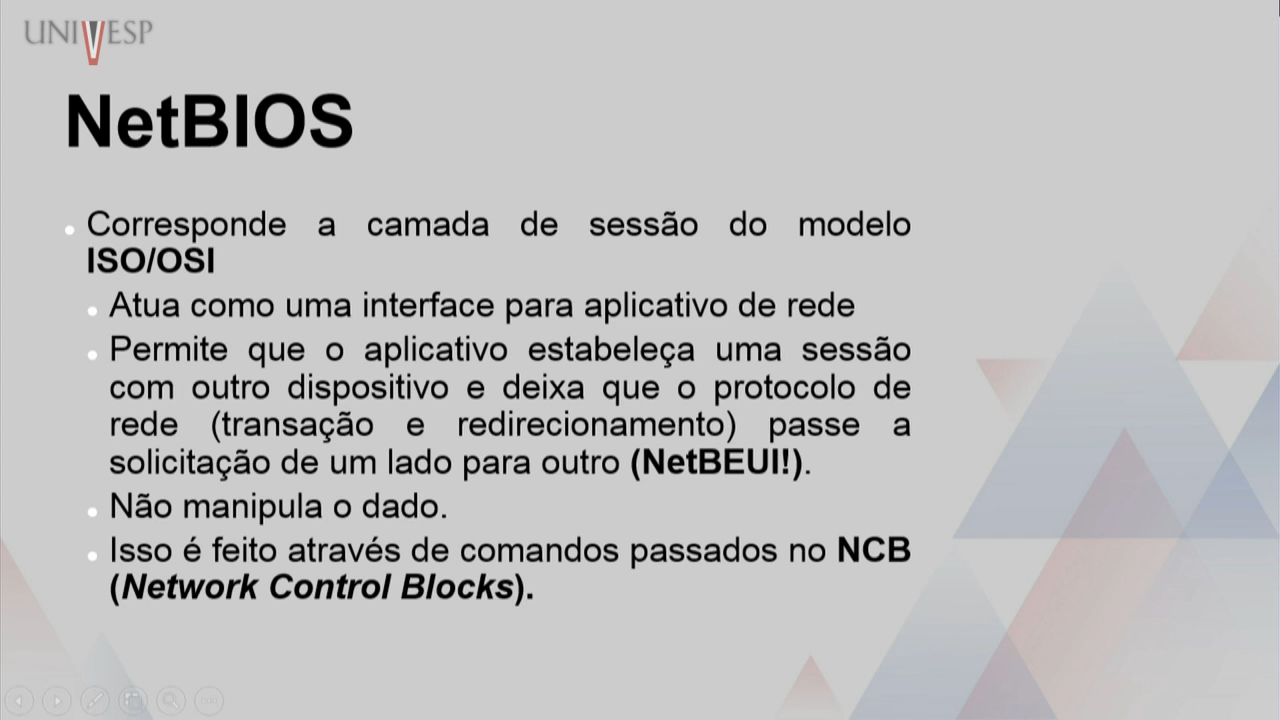 UNIVESP
NetBIOS
Corresponde a camada de sessão do modelo
ISO/OSI
Atua como uma interface para aplicativo de rede
Permite que o aplicativo estabeleça uma sessão
com outro dispositivo e deixa que o protocolo de
rede (transação e redirecionamento) passe a
solicitação de um lado para outro (NetBEUI!).
Não manipula o dado.
Isso é feito através de comandos passados no NCB
(Network Control Blocks).